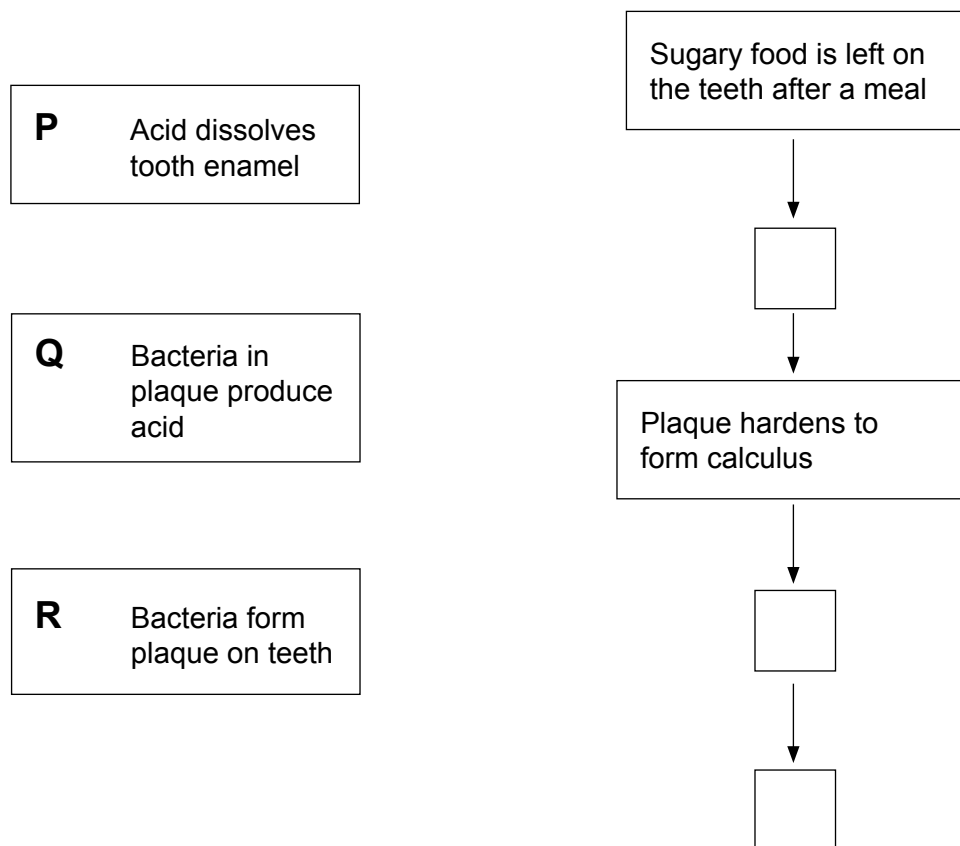 P
Acid dissolves
tooth enamel
Q
Bacteria in
plaque produce
acid
R
Bacteria form
plaque on teeth
Sugary food is left on
the teeth after a meal
Plaque hardens to
form calculus